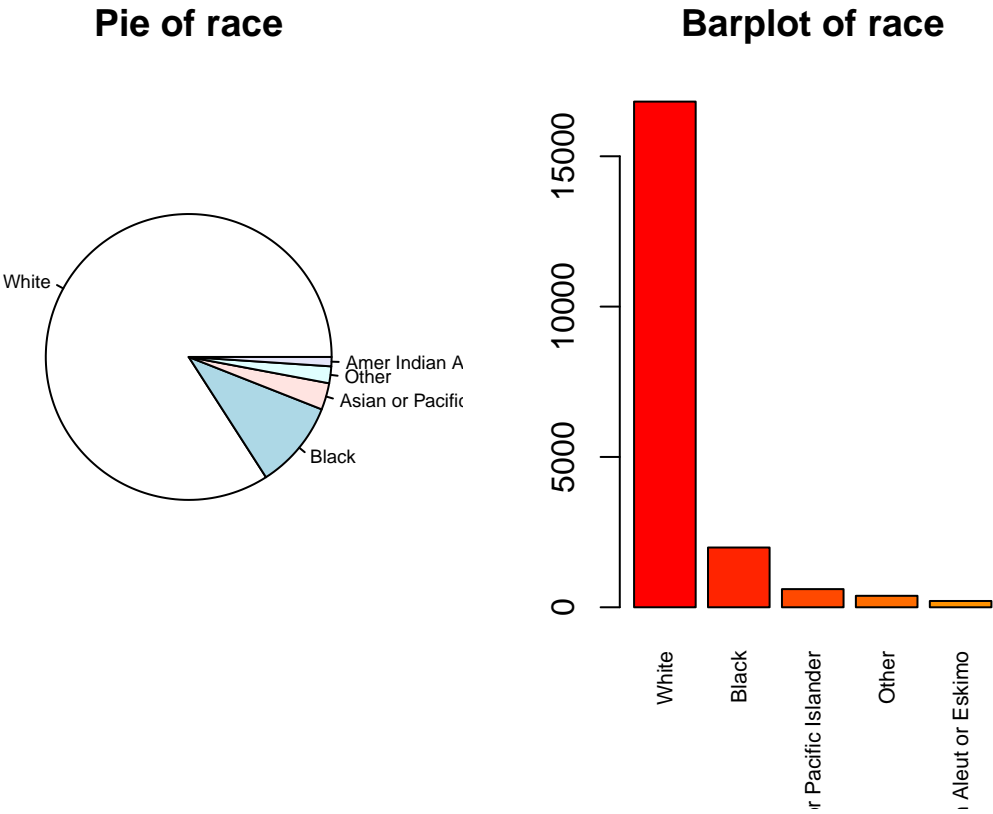 Pie of race
White
Amer Indian A
Other
Asian or Pacific
Black
Barplot of race
15000
10000
5000
0
White
Black
Pacific Islander
Other
Aleut or Eskimo